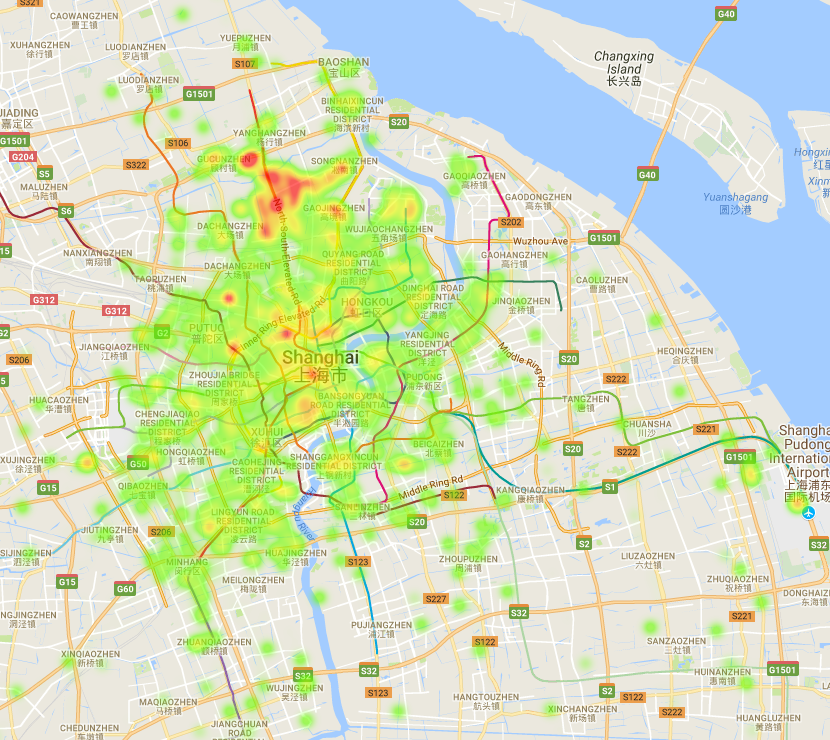 S321
CAOWANGZHEN
曹王镇
G40
XUHANGZHEN
徐行镇
LUODIANZHEN
罗店镇
YUEPUZHEN
月浦镇
S107
BAOSHAN
宝山区
Changxing
Island
长兴岛
LUODIANZHEN
罗店镇
G1501
BINHAIXINCUN
RESIDENTIAL
DISTRICT
海滨新村
S20
JIADING
嘉定区
G1501
YANGHANGZHEN
杨行镇
S106
G204
S322
GUCUNZHEN
顾村镇
SONGNANZHEN
S5
MALUZHEN
马陆镇
S6
GAOQIAOZHEN
高桥镇
G40
GAODONGZHEN
高东镇
Yuanshagang
圆沙港
GAOJINGZHEN
高境镇
S202
DACHANGZHEN
大场镇
WUJIAOCHANGZHEN
五角场镇
Wuzhou Ave
G1501
NANXIANGZHEN
南翔镇
North-South Elevated Rd
QUYANG ROAD
RESIDENTIAL
DISTRICT
曲阳路
GAOHANGZHEN
高行镇
DACHANGZHEN
大场镇
TAOPUZHEN
桃浦镇
CAOLUZHEN
曹路镇
DINGHAI ROAD
RESIDENTIAL
DISTRICT
定海路
G312
HONGKOU
虹口区
JINQIAOZHEN
金桥镇
G312
PUTUO
普陀区
Inner Ring Elevated Rd
G2
YANGJING
RESIDENTIAL
DISTRICT
JIANGQIAOZHEN
江桥镇
Middle Ring Rd
S206
Shanghai
上海市
S20
HEQINGZHEN
合庆镇
ZHOUJIA BRIDGE
RESIDENTIAL
DISTRICT
周家桥
PUDONG
浦东新区
S222
HUACAOZHEN
华漕镇
BANSONGYUAN
ROAD RESIDENTIAL
DISTRICT
半淞园路
TANGZHEN
唐镇
CHENGJIAQIAO
RESIDENTIAL
DISTRICT
程家桥
XUHUI
徐汇区
CHUANSHA
川沙
S221
Shanghai
Pudong
International
Airport
上海浦东
国际机场
BEICAIZHEN
北蔡镇
S20
S222
HONGQIAOZHEN
虹桥镇
SHANGGANGXINCUN
RESIDENTIAL DISTRICT
上钢新村
G1501
XUJINGZHEN
徐泾镇
G50
CAOHEJING
RESIDENTIAL
DISTRICT
漕河泾
G15
QIBAOZHEN
七宝镇
Middle Ring Rd
S122
KANGQIAOZHEN
康桥镇
S1
SANLINZHEN
三林镇
Huangpu River
LINGYUN ROAD
RESIDENTIAL
DISTRICT
凌云路
S20
JIUTINGZHEN
九亭镇
S206
S2
S32
SIJINGZHEN
泗泾镇
HUAJINGZHEN
华泾镇
MINHANG
闵行区
S123
ZHOUPUZHEN
周浦镇
LIUZAOZHEN
六灶镇
G15
G60
MEILONGZHEN
梅陇镇
ZHUQIAOZHEN
祝桥镇
S227
S32
DONGHAIZHEN
东海镇
S221
PUJIANGZHEN
浦江镇
ZHUANQIAOZHEN
颛桥镇
S122
SANZAOZHEN
三灶镇
XINQIAOZHEN
新桥镇
S32
S32
HUINANZHEN
惠南镇
G1501
WUJINGZHEN
吴泾镇
S123
S2
S122
MAQIAOZHEN
马桥镇
HANGTOUZHEN
航头镇
XINCHANGZHEN
新场镇
S222
HUANGLUZHEN
黄路镇
CHEDUNZHEN
车墩镇
JIANGCHUAN
ROAD
RESIDENTIAL